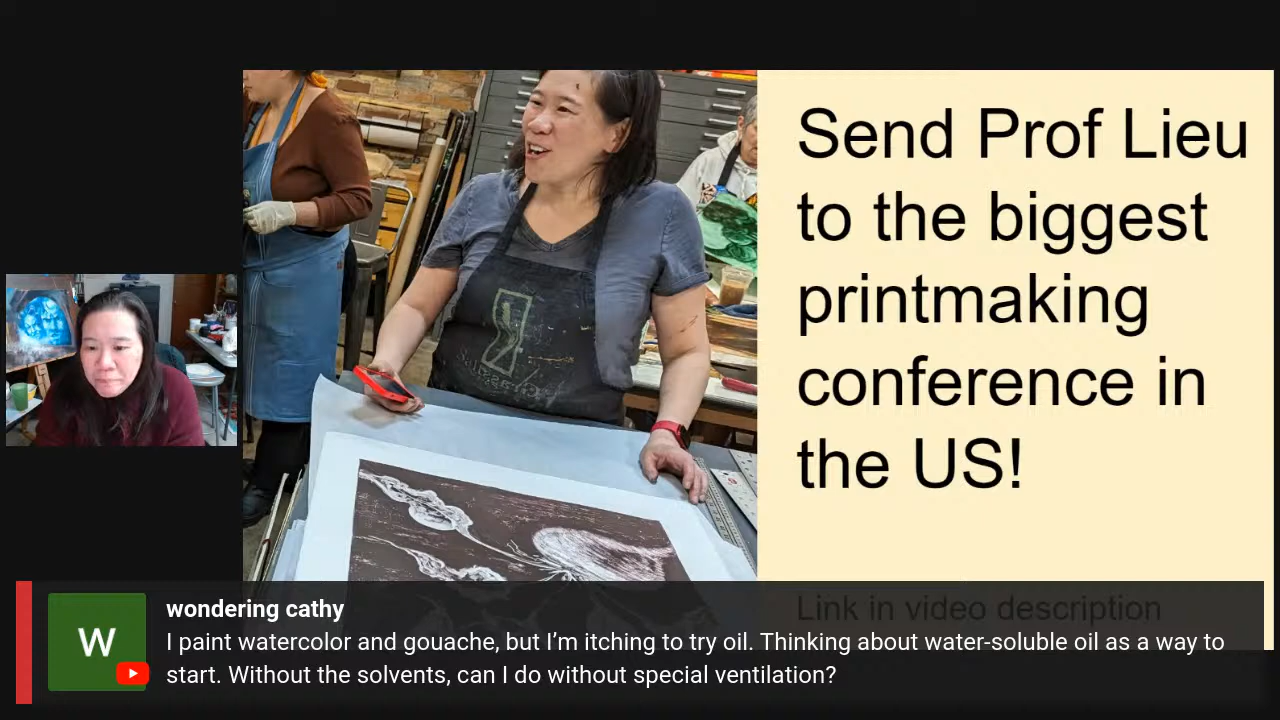 Send Prof Lieu
to the biggest
printmaking
conference in
the US!
Link in video description
W
wondering cathy
I paint watercolor and gouache, but I’m itching to try oil. Thinking about water-soluble oil as a way to
start. Without the solvents, can I do without special ventilation?